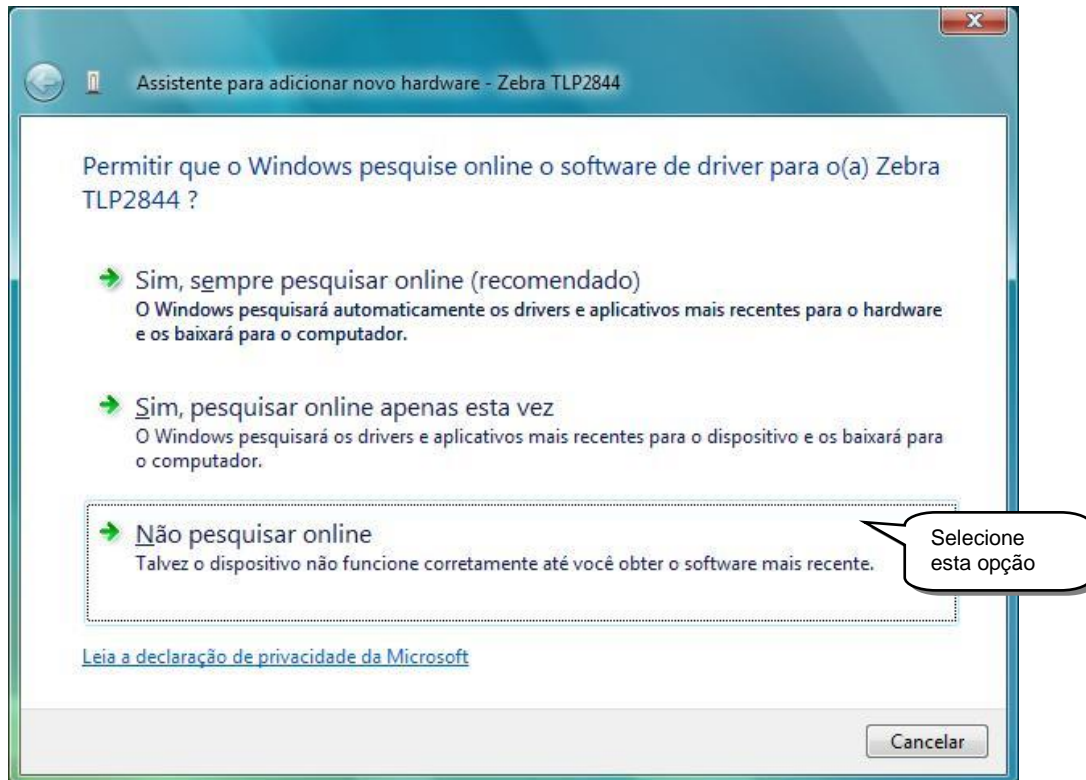 Assistente para adicionar novo hardware - Zebra TLP2844
Permitir que o Windows pesquise online o software de driver para o(a) Zebra
TLP2844 ?
Sim, sempre pesquisar online (recomendado)
O Windows pesquisará automaticamente os drivers e aplicativos mais recentes para o hardware
e os baixará para o computador.
Sim, pesquisar online apenas esta vez
O Windows pesquisará os drivers e aplicativos mais recentes para o dispositivo e os baixará para
o computador.
Não pesquisar online
Talvez o dispositivo não funcione corretamente até você obter o software mais recente.
Selecione
esta opção
Leia a declaração de privacidade da Microsoft
Cancelar